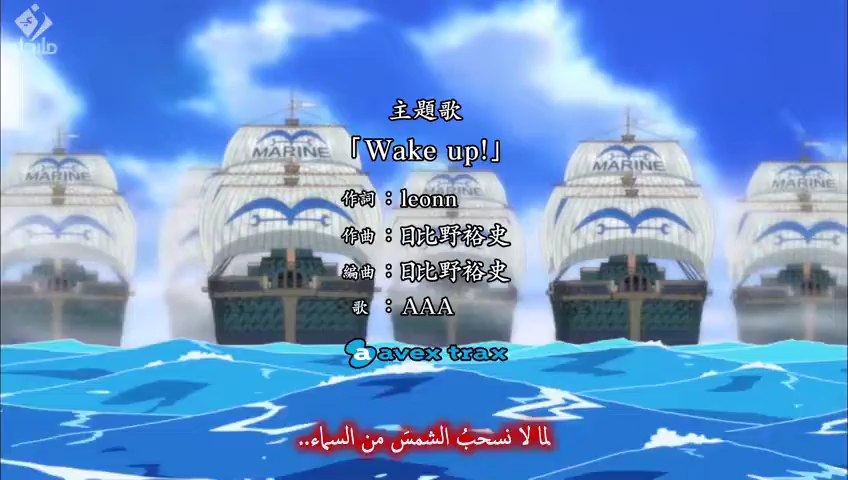 مانجا
主題歌
「Wake up!」
作詞：leonn
作曲：日比野裕史
編曲：日比野裕史
歌：AAA
a avex trax
MARINE
MARINE
MARINE
MARINE
لما لا نسحبُ الشمسَ من السماء..